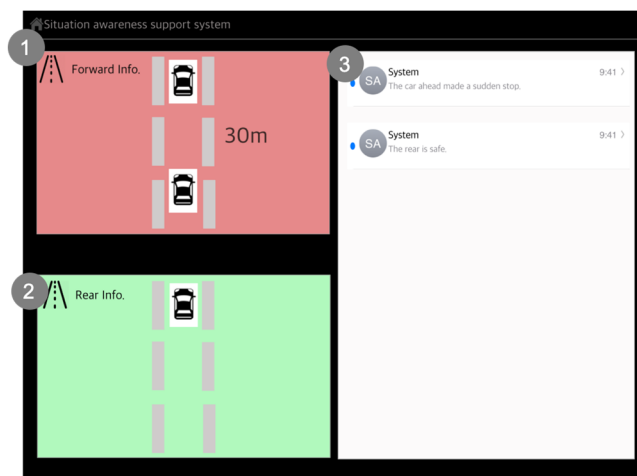 Situation awareness support system
1
Forward Info.
30m
2
Rear Info.
3
SA
System
9:41
The car ahead made a sudden stop.
SA
System
9:41
The rear is safe.